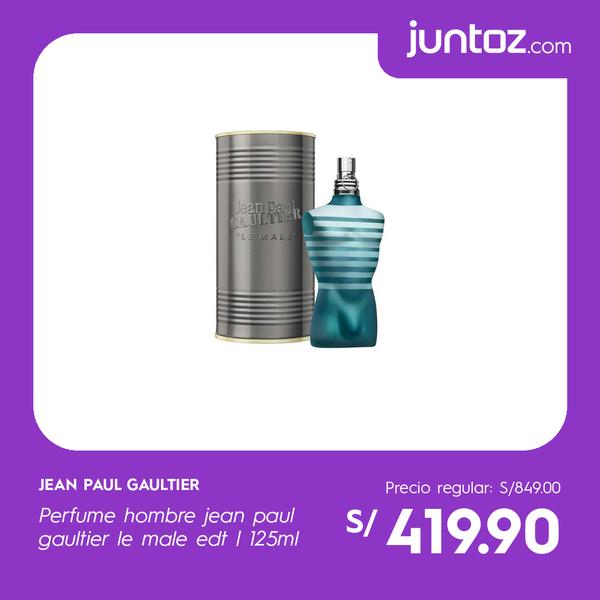 juntoz.com
Jean Paul
GAULTIER
"LE MALE"
JEAN PAUL GAULTIER
Perfume hombre jean paul
gaultier le male edt | 125ml
Precio regular: S/849.00
S/ 419.90